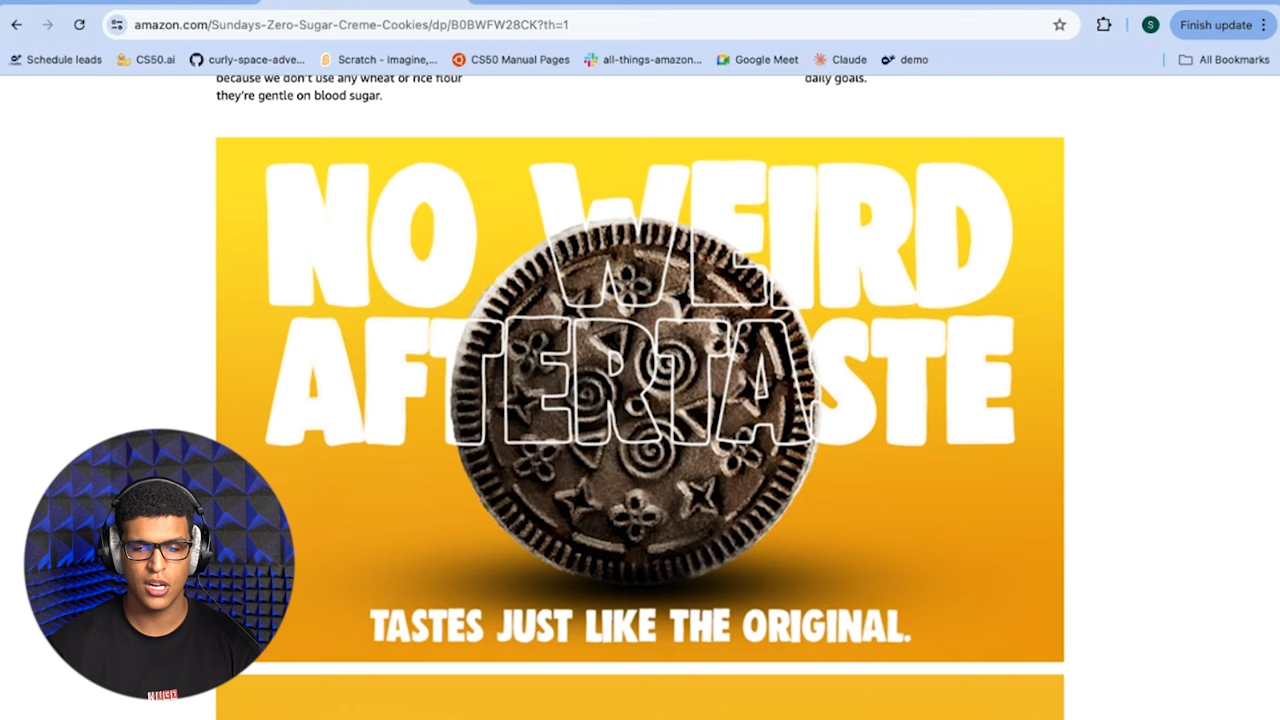 amazon.com/Sundays-Zero-Sugar-Creme-Cookies/dp/B0BWFW28CK?th=1
S
Finish update
Schedule leads
CS50.ai
curly-space-adve...
Scratch - Imagine,...
CS50 Manual Pages
all-things-amazon...
Google Meet
Claude
demo
All Bookmarks
because we don't use any wheat or rice flour
they're gentle on blood sugar.
daily goals.
NO WEIRD
AFTERTASTE
TASTES JUST LIKE THE ORIGINAL.
HUGO